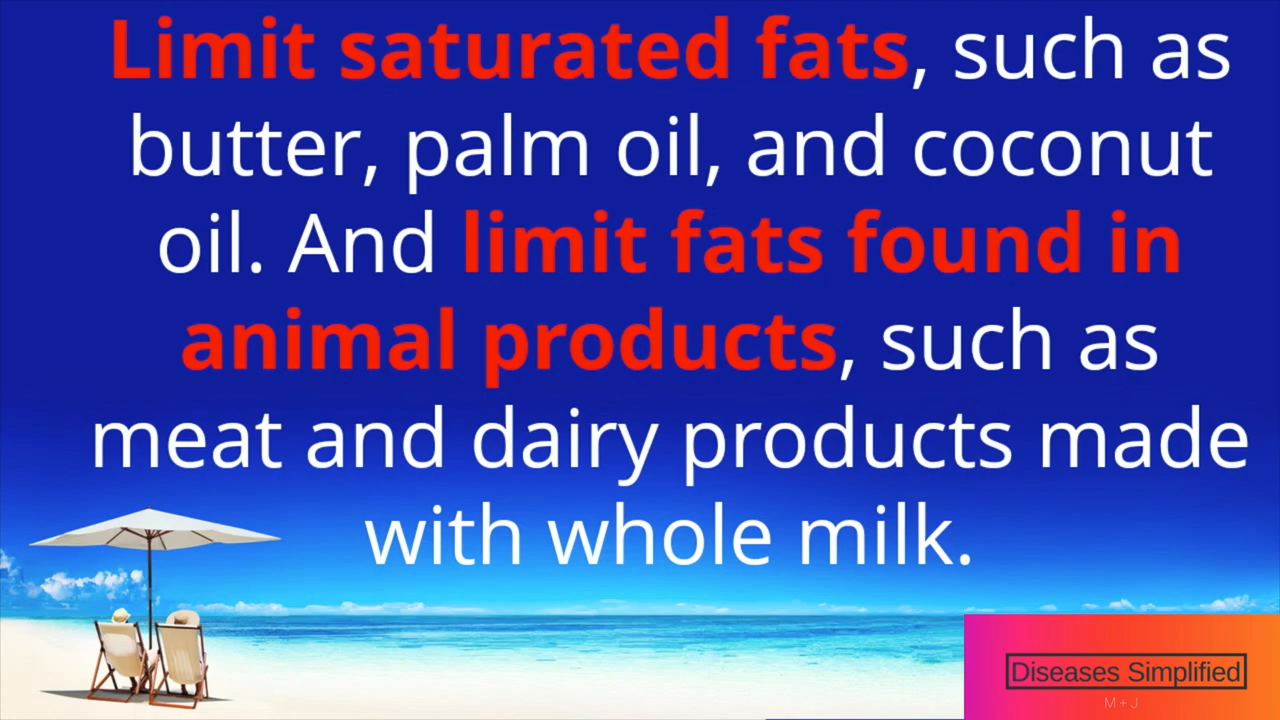 Limit saturated fats, such as
butter, palm oil, and coconut
oil. And limit fats found in
animal products, such as
meat and dairy products made
with whole milk.
Diseases Simplified
M + J